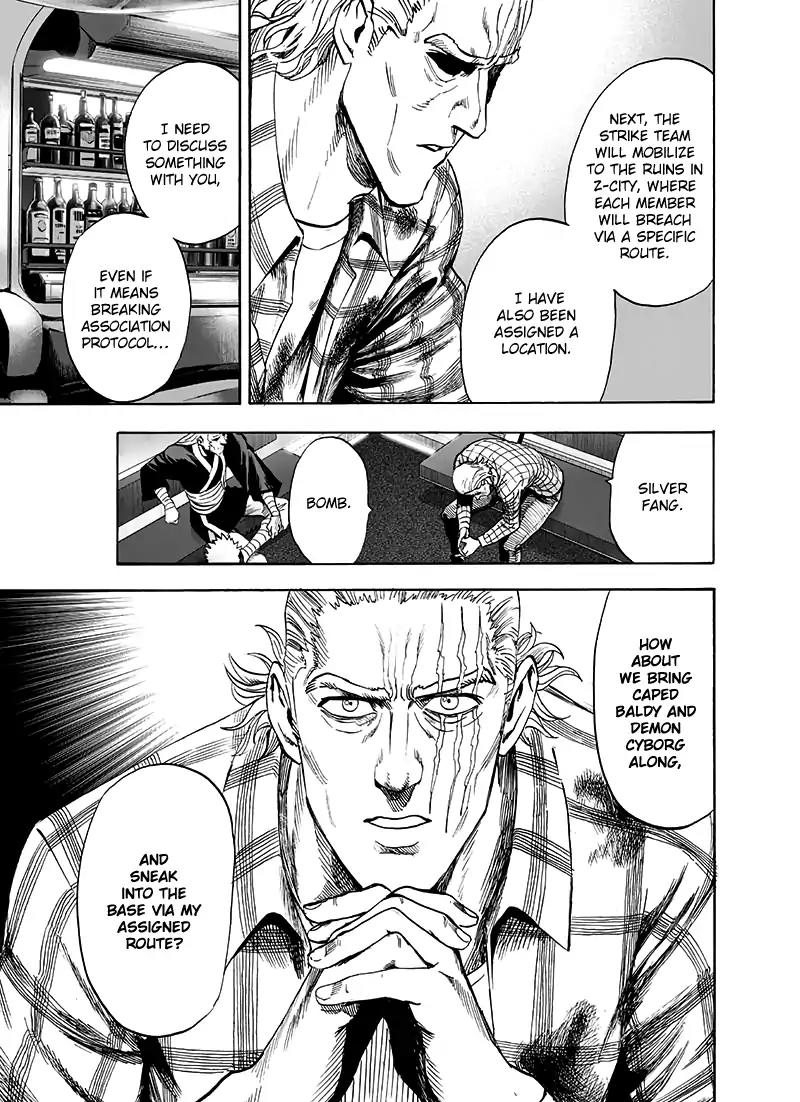 NEXT, THE
STRIKE TEAM
WILL MOBILIZE
TO THE RUINS IN
Z-CITY, WHERE
EACH MEMBER
WILL BREACH
VIA A SPECIFIC
ROUTE.
I HAVE
ALSO BEEN
ASSIGNED A
LOCATION.
I NEED
TO DISCUSS
SOMETHING
WITH YOU,
EVEN IF
IT MEANS
BREAKING
ASSOCIATION
PROTOCOL...
SILVER
FANG.
BOMB.
HOW
ABOUT
WE BRING
CAPED
BALDY AND
DEMON
CYBORG
ALONG,
AND
SNEAK
INTO THE
BASE VIA MY
ASSIGNED
ROUTE?